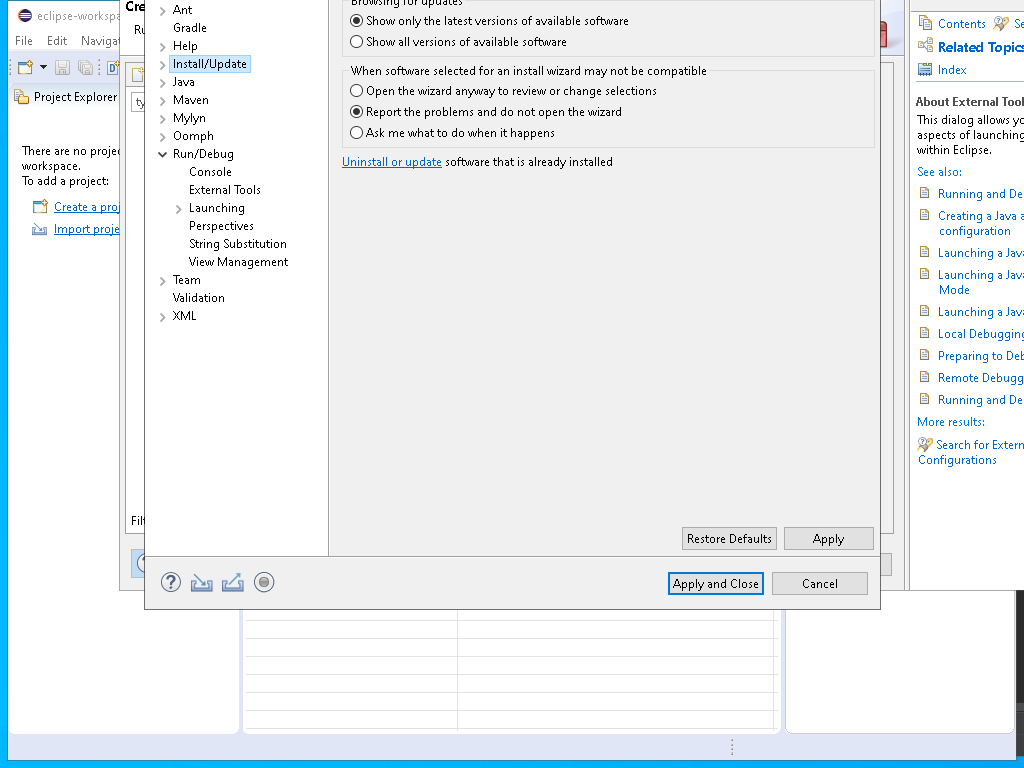 eclipse-workspa
File Edit Navigat
Project Explorer
There are no projec
workspace.
To add a project:
Create a proj
Import proje
Cre
Ru
ty
Filt
Ant
Gradle
Help
Install/Update
Java
Maven
Mylyn
Oomph
Run/Debug
Console
External Tools
Launching
Perspectives
String Substitution
View Management
Team
Validation
XML
Browsing for updates
Show only the latest versions of available software
Show all versions of available software
When software selected for an install wizard may not be compatible
Open the wizard anyway to review or change selections
Report the problems and do not open the wizard
Ask me what to do when it happens
Uninstall or update software that is already installed
Restore Defaults Apply
Apply and Close Cancel
Contents Se
Related Topics
Index
About External Tool
This dialog allows yo
aspects of launching
within Eclipse.
See also:
Running and De
Creating a Java a
configuration
Launching a Java
Launching a Java
Mode
Launching a Java
Local Debugging
Preparing to Deb
Remote Debugg
Running and De
More results:
Search for Extern
Configurations